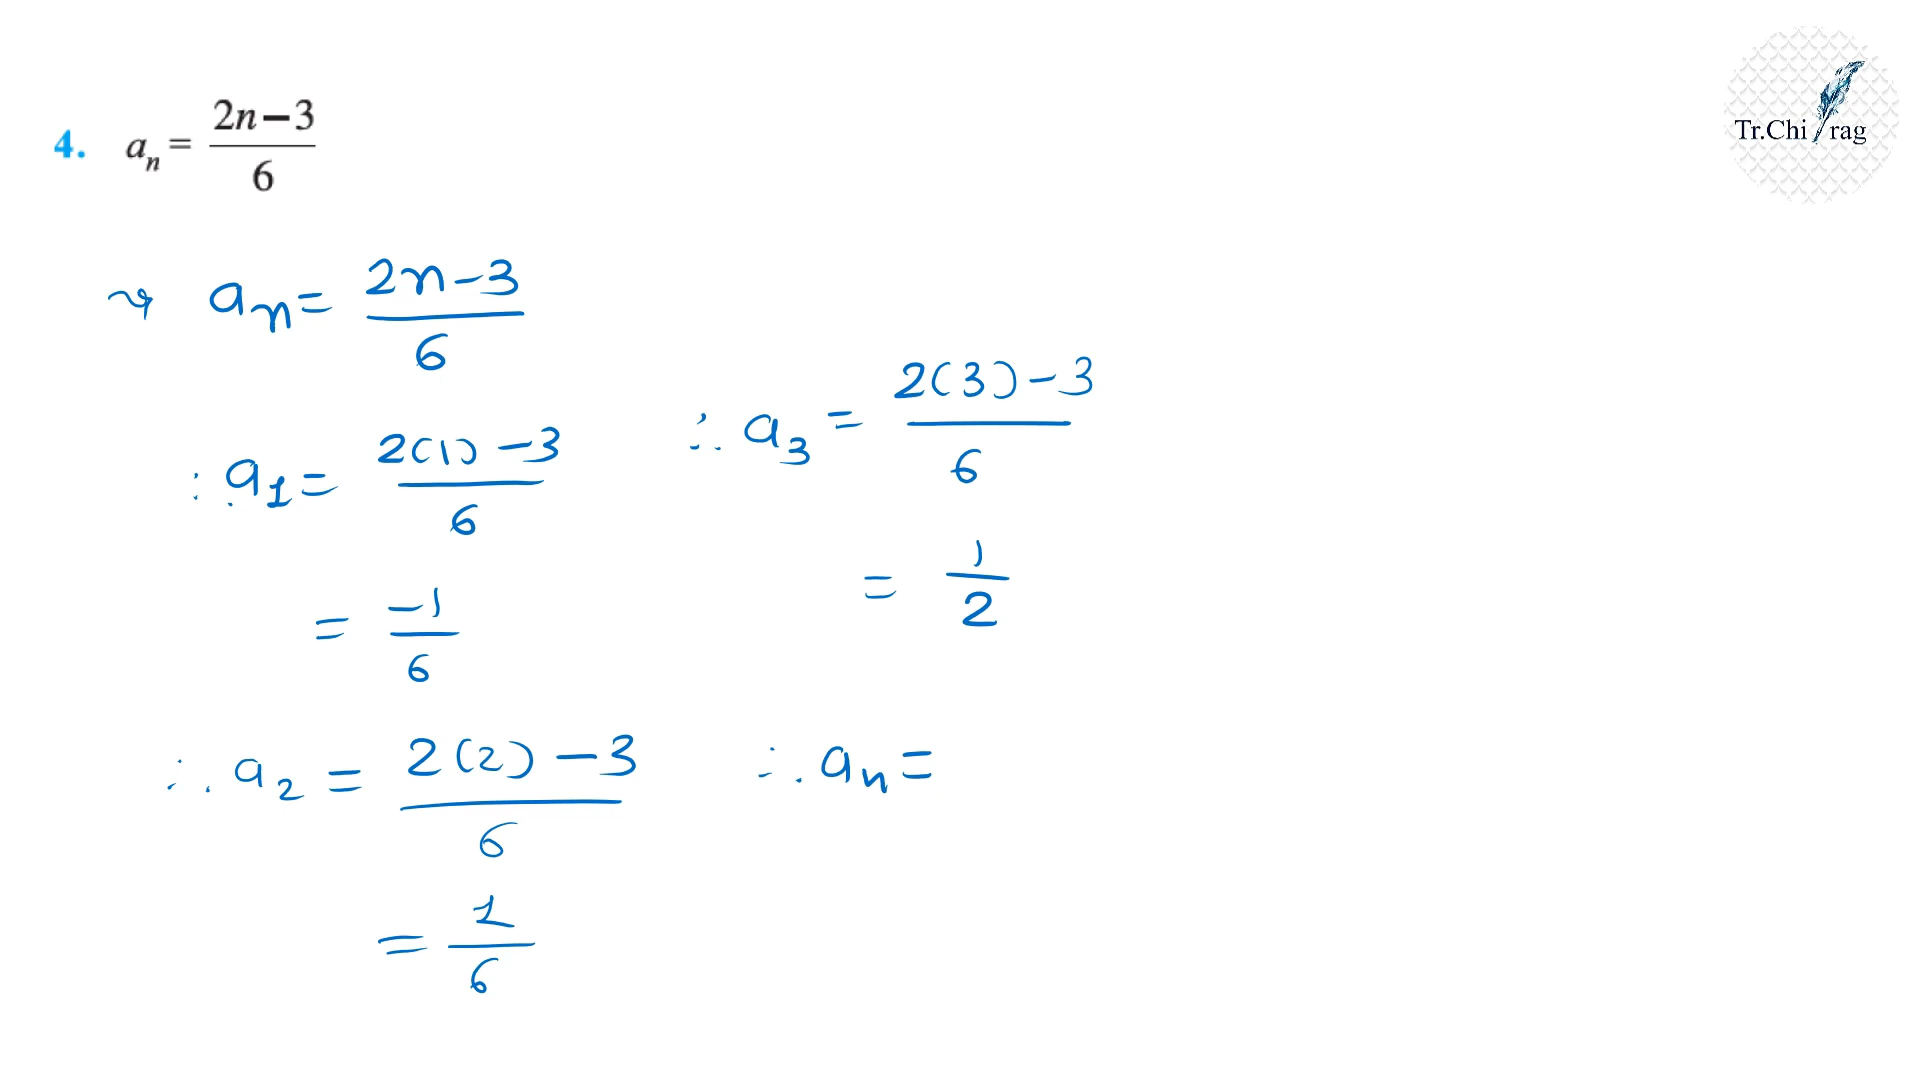 4. aₙ = (2n−3)/6
Tr.Chirag
→ aₙ = (2n−3)/6
∴ a₁ = (2(1)−3)/6
= −1/6
∴ a₂ = (2(2)−3)/6
= 1/6
∴ a₃ = (2(3)−3)/6
= 1/2
∴ aₙ =